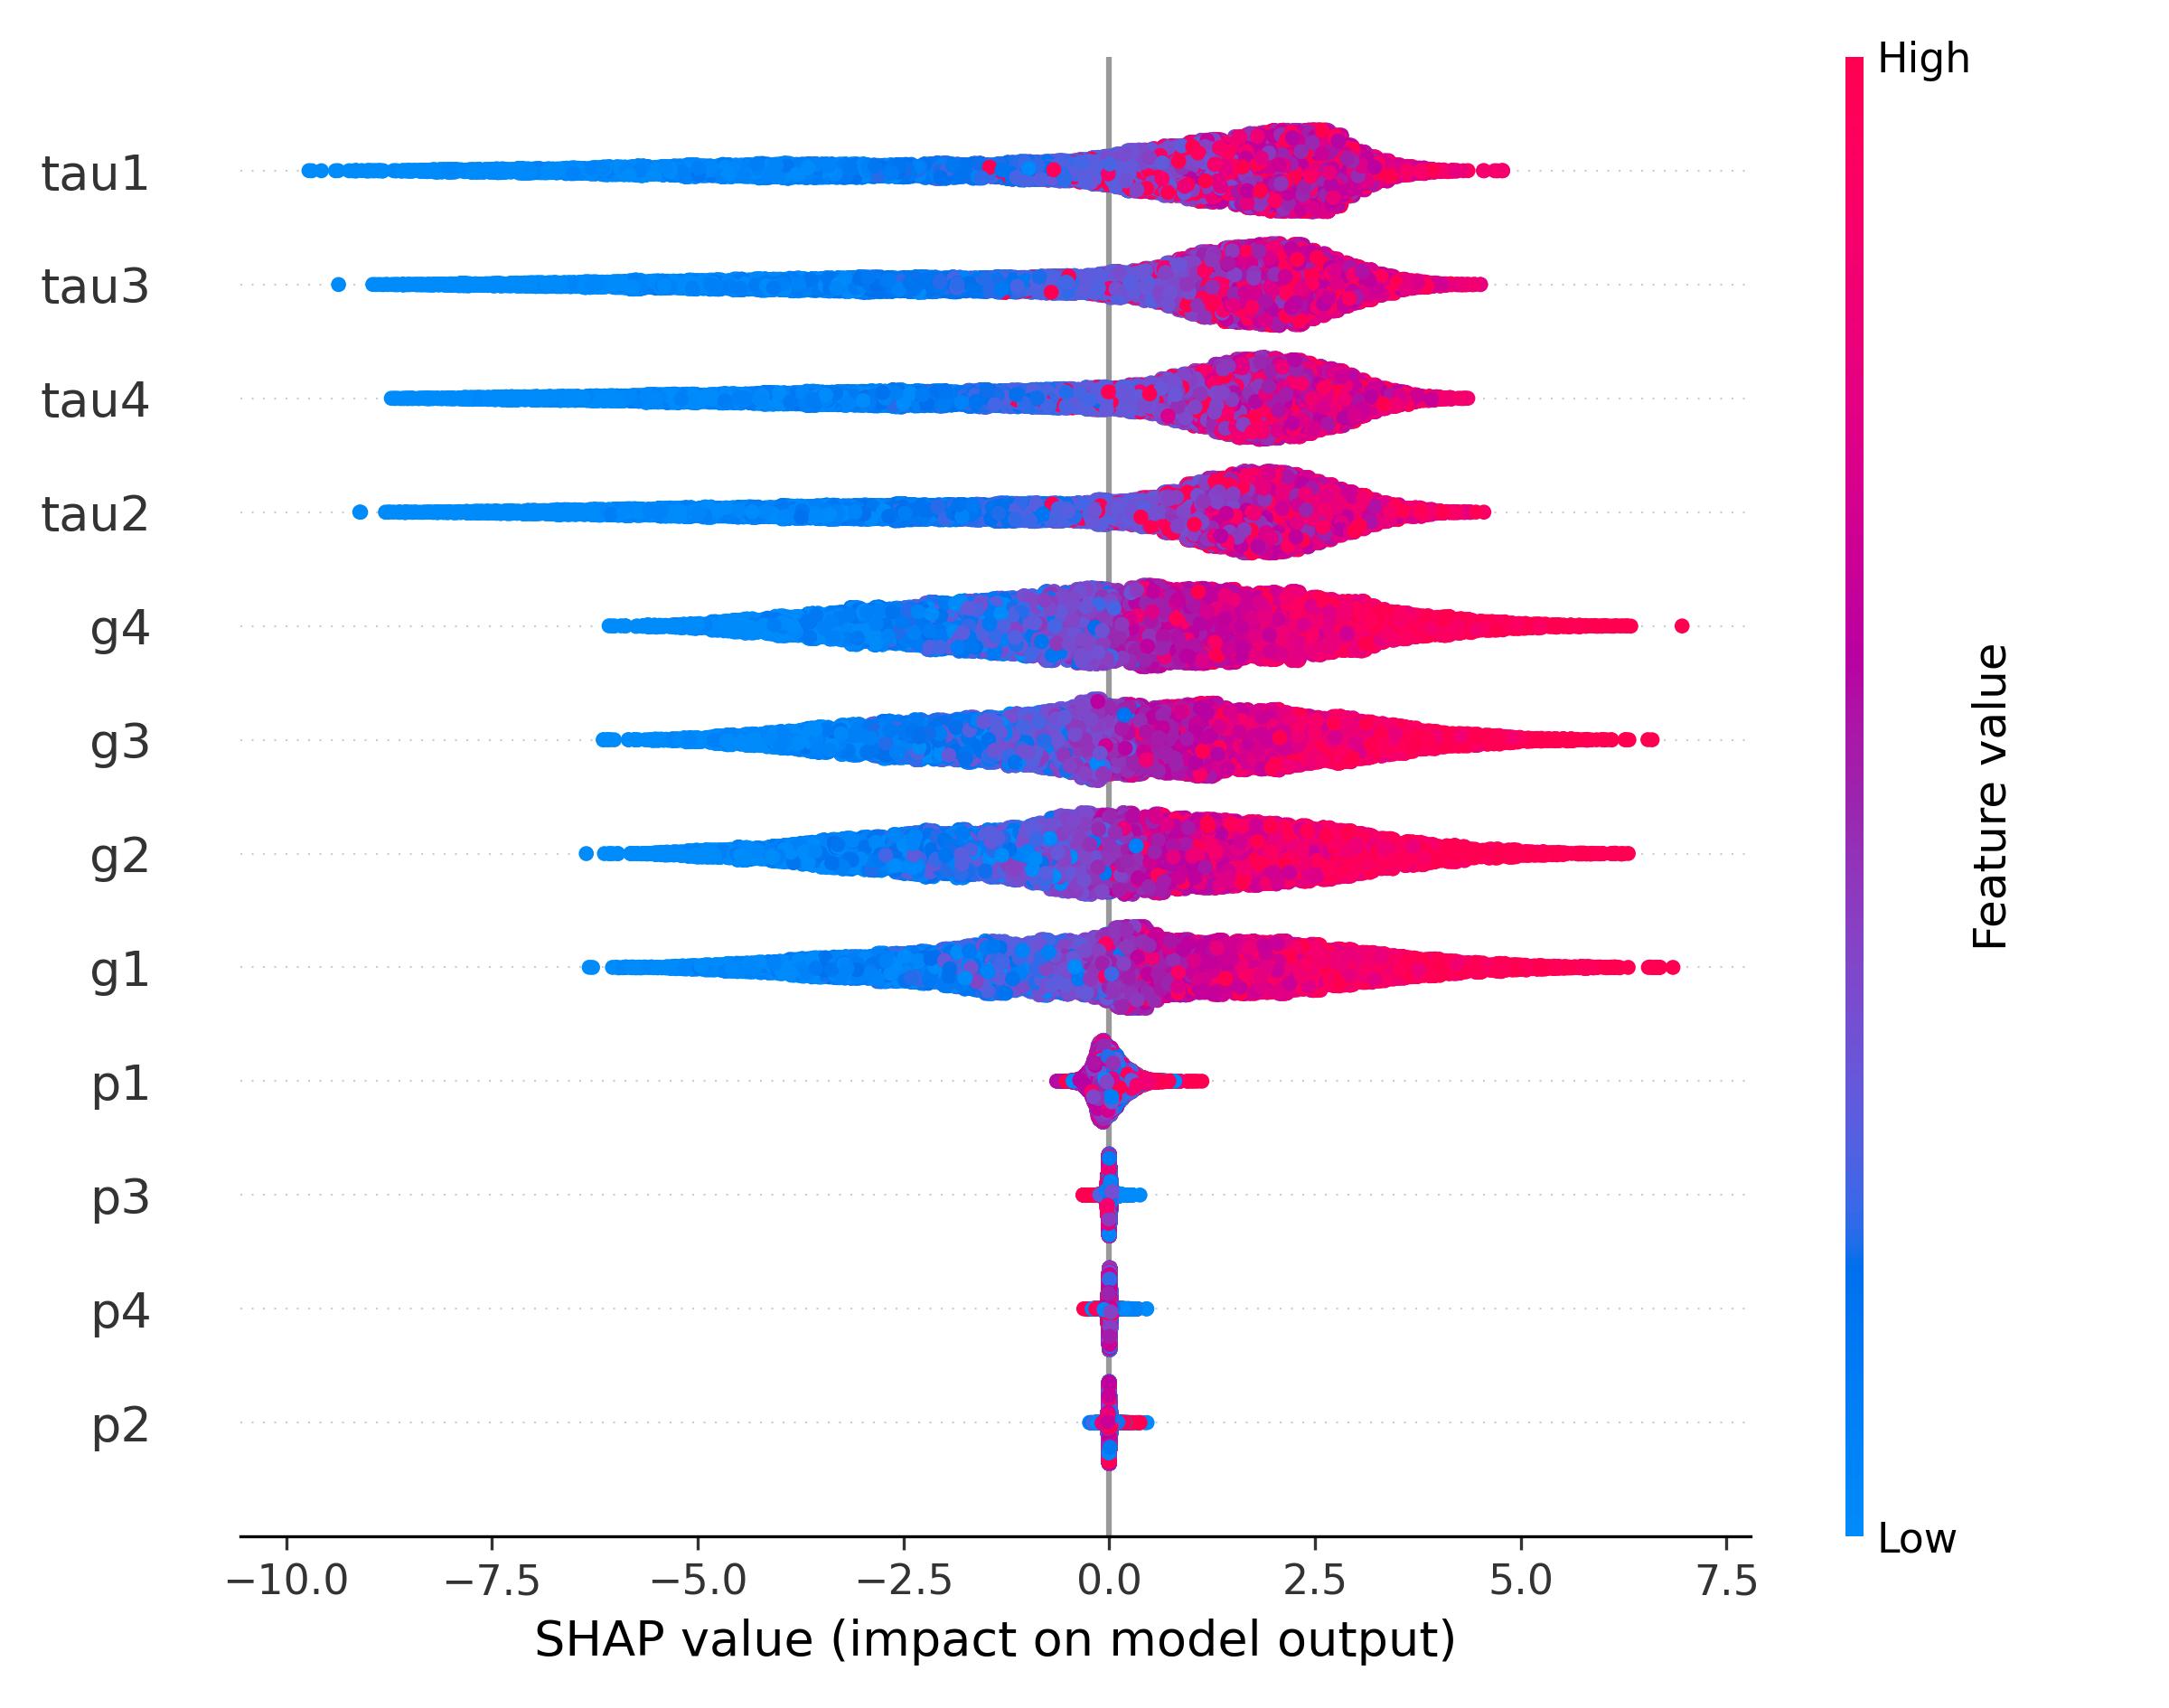 High
tau1
tau3
tau4
tau2
g4
g3
g2
g1
p1
p3
p4
p2
Feature value
Low
−10.0 −7.5 −5.0 −2.5 0.0 2.5 5.0 7.5
SHAP value (impact on model output)